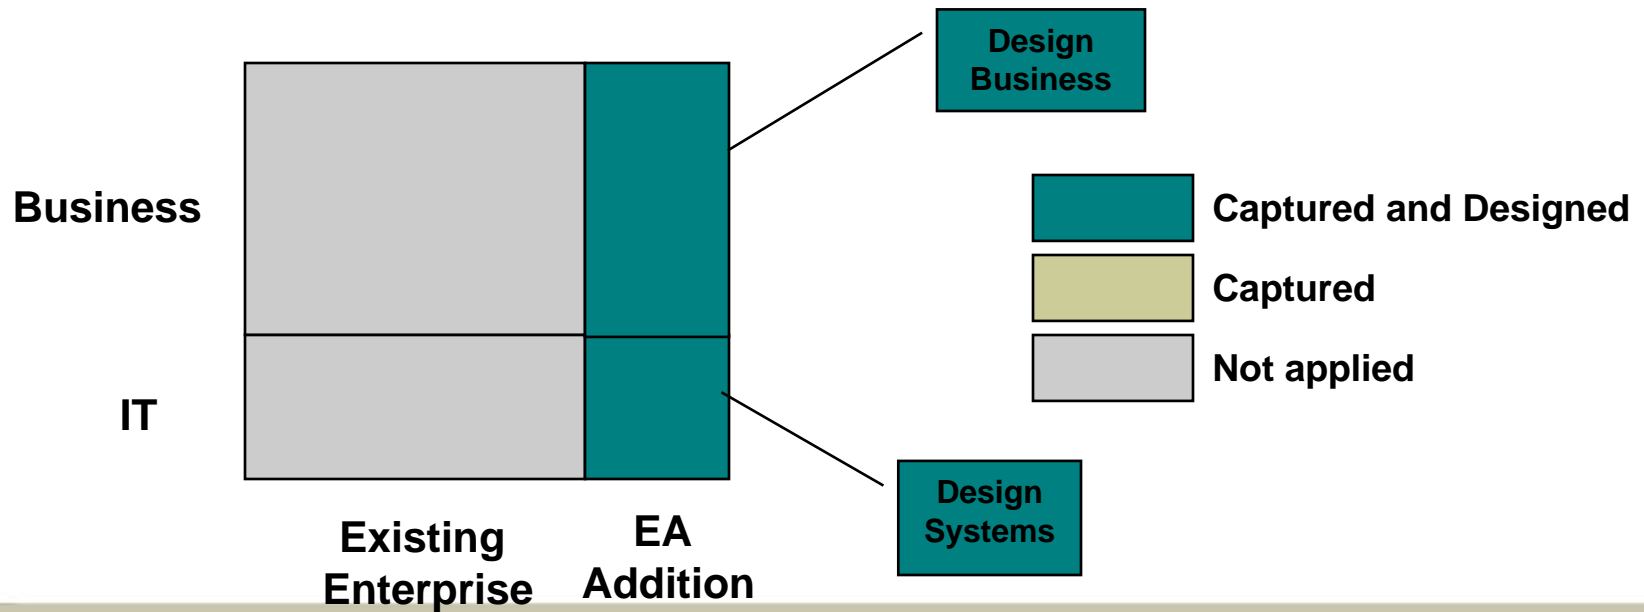 Design
Business
Business
Captured and Designed
Captured
Not applied
IT
Design
Systems
Existing
Enterprise
EA
Addition